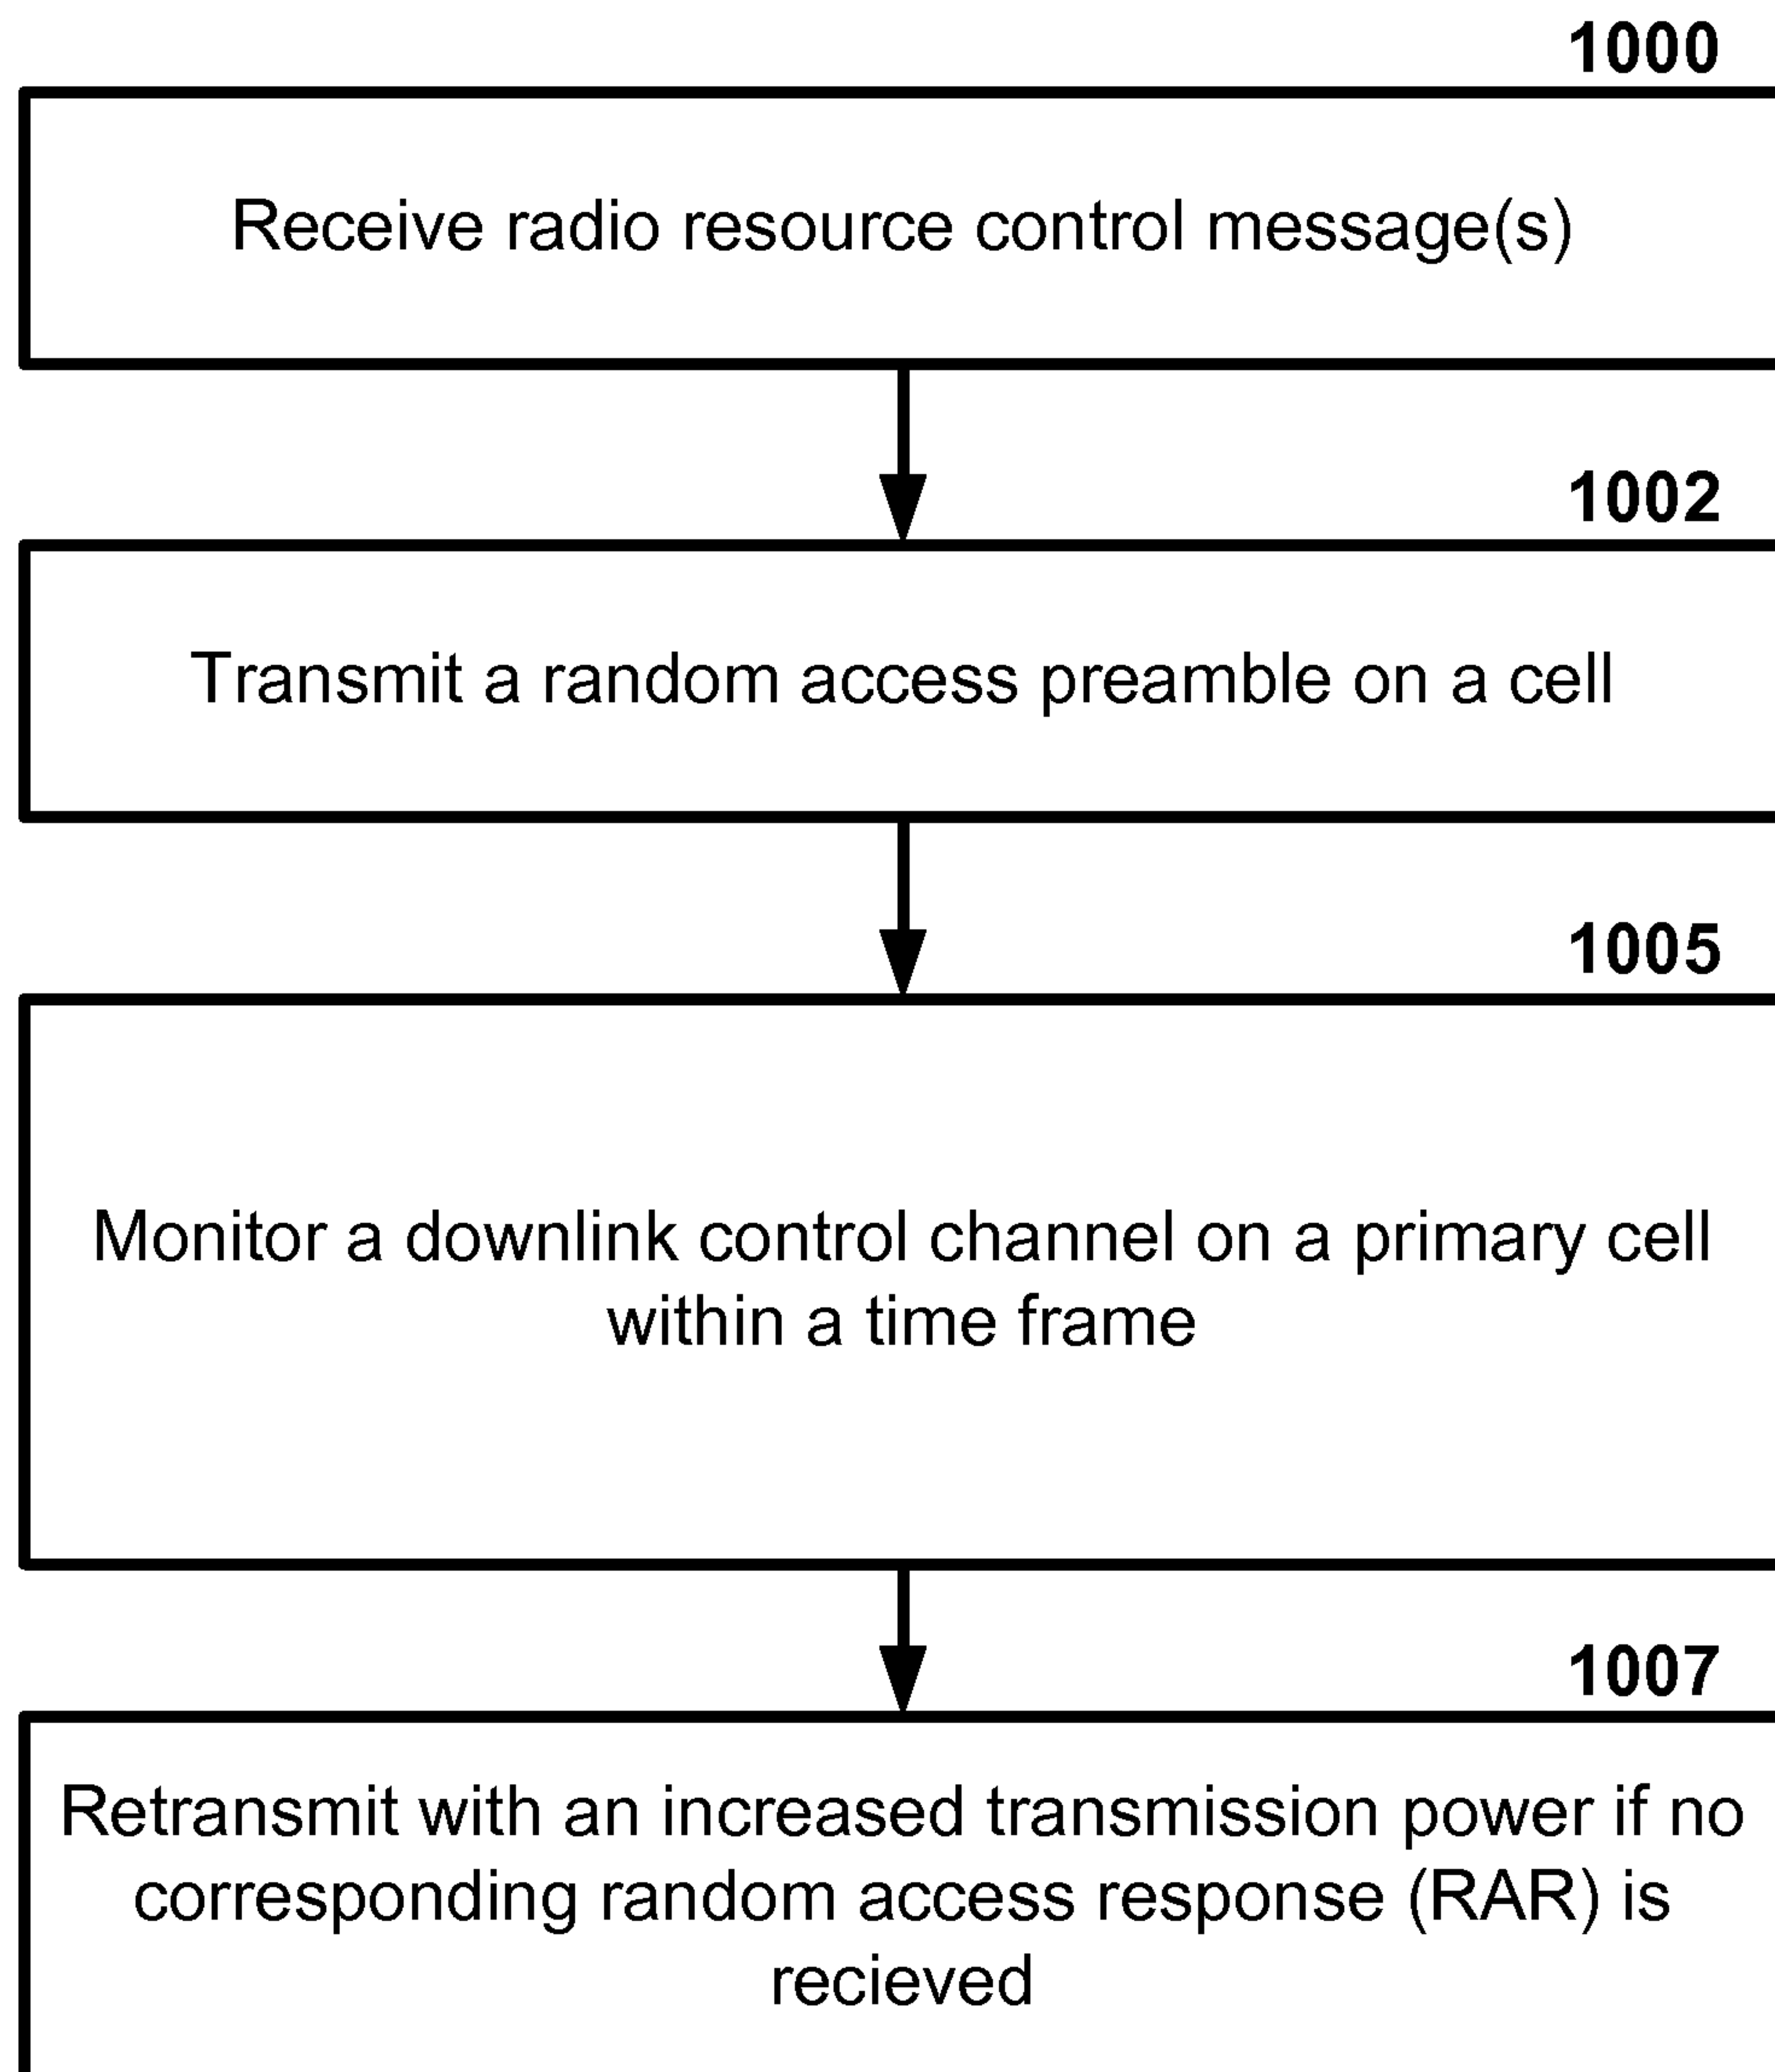 1000
Receive radio resource control message(s)
1002
Transmit a random access preamble on a cell
1005
Monitor a downlink control channel on a primary cell
within a time frame
1007
Retransmit with an increased transmission power if no
corresponding random access response (RAR) is
recieved